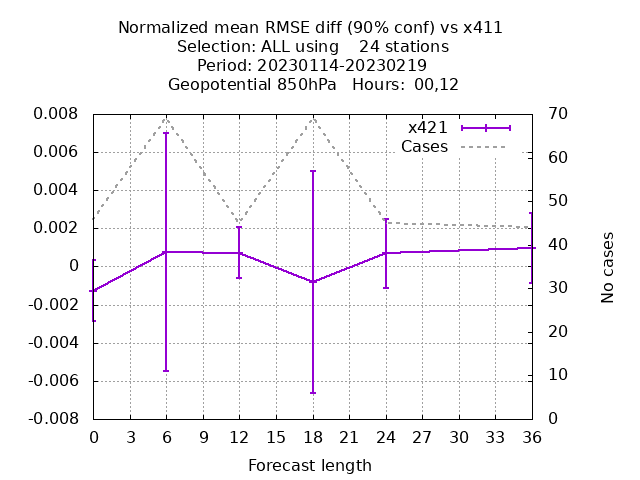 Normalized mean RMSE diff (90% conf) vs x411
Selection: ALL using    24 stations
Period: 20230114-20230219
Geopotential 850hPa   Hours:  00,12
x421
Cases
0.008
0.006
0.004
0.002
0
-0.002
-0.004
-0.006
-0.008
70
60
50
40
30
20
10
0
No cases
0 3 6 9 12 15 18 21 24 27 30 33 36
Forecast length